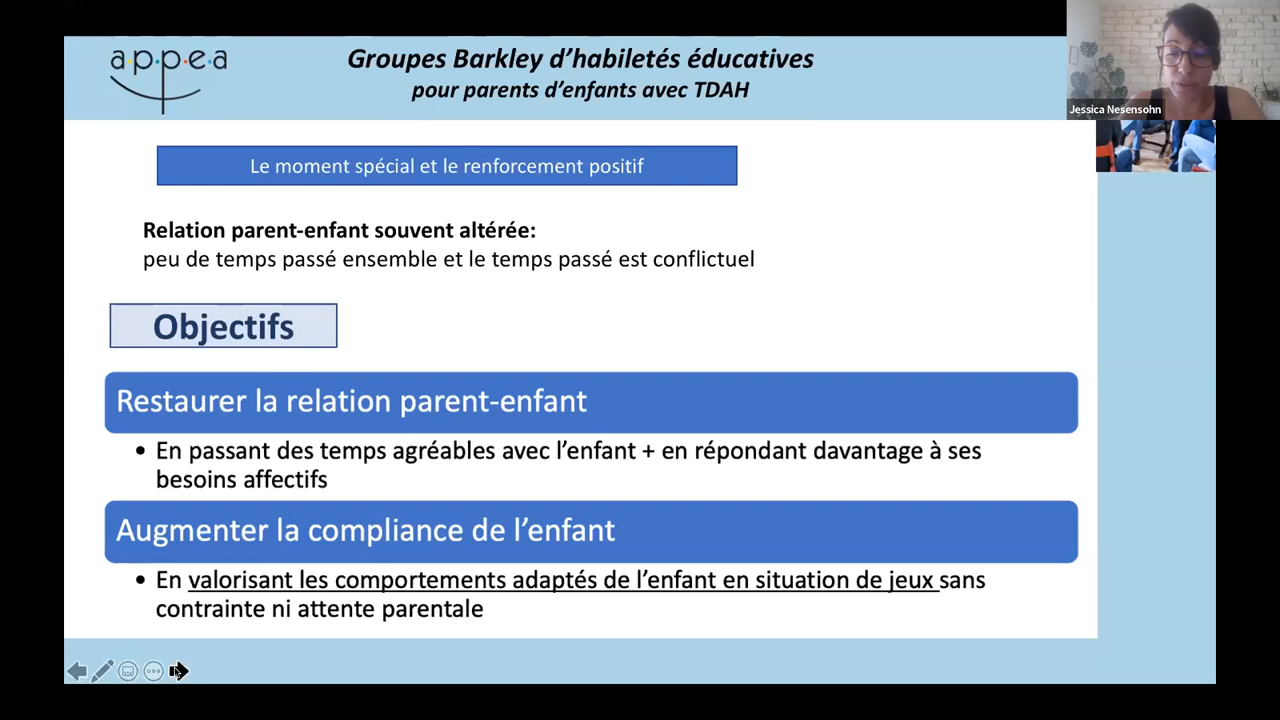 a·p·p·e·a
Groupes Barkley d’habiletés éducatives
pour parents d’enfants avec TDAH
Jessica Nesensohn
Le moment spécial et le renforcement positif
Relation parent-enfant souvent altérée:
peu de temps passé ensemble et le temps passé est conflictuel
Objectifs
Restaurer la relation parent-enfant
• En passant des temps agréables avec l’enfant + en répondant davantage à ses
besoins affectifs
Augmenter la compliance de l’enfant
• En valorisant les comportements adaptés de l’enfant en situation de jeux sans
contrainte ni attente parentale